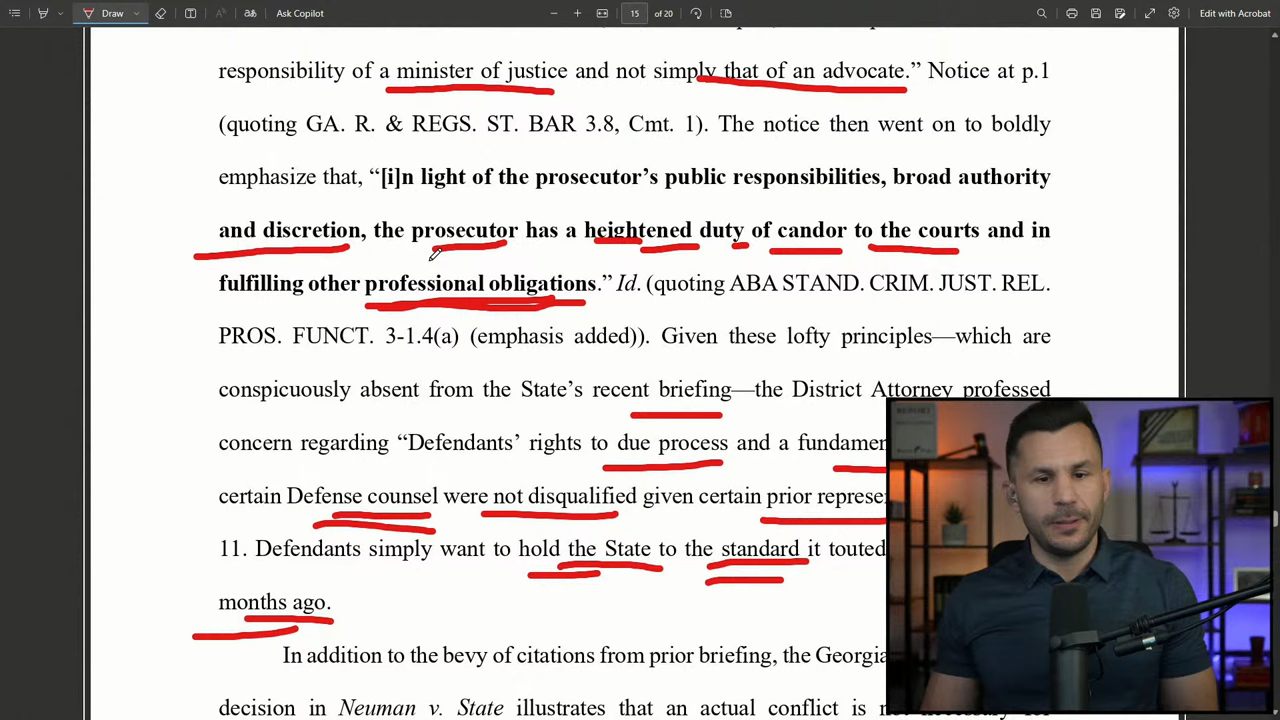 Draw
Ask Copilot
15 of 20
Edit with Acrobat
responsibility of a minister of justice and not simply that of an advocate.” Notice at p.1
(quoting GA. R. & REGS. ST. BAR 3.8, Cmt. 1). The notice then went on to boldly
emphasize that, “[i]n light of the prosecutor’s public responsibilities, broad authority
and discretion, the prosecutor has a heightened duty of candor to the courts and in
fulfilling other professional obligations.” Id. (quoting ABA STAND. CRIM. JUST. REL.
PROS. FUNCT. 3-1.4(a) (emphasis added)). Given these lofty principles—which are
conspicuously absent from the State’s recent briefing—the District Attorney professed
concern regarding “Defendants’ rights to due process and a
certain Defense counsel were not disqualified given certain prior
11. Defendants simply want to hold the State to the standard it touted
months ago.
In addition to the bevy of citations from prior briefing, the
decision in Neuman v. State illustrates that an actual conflict is